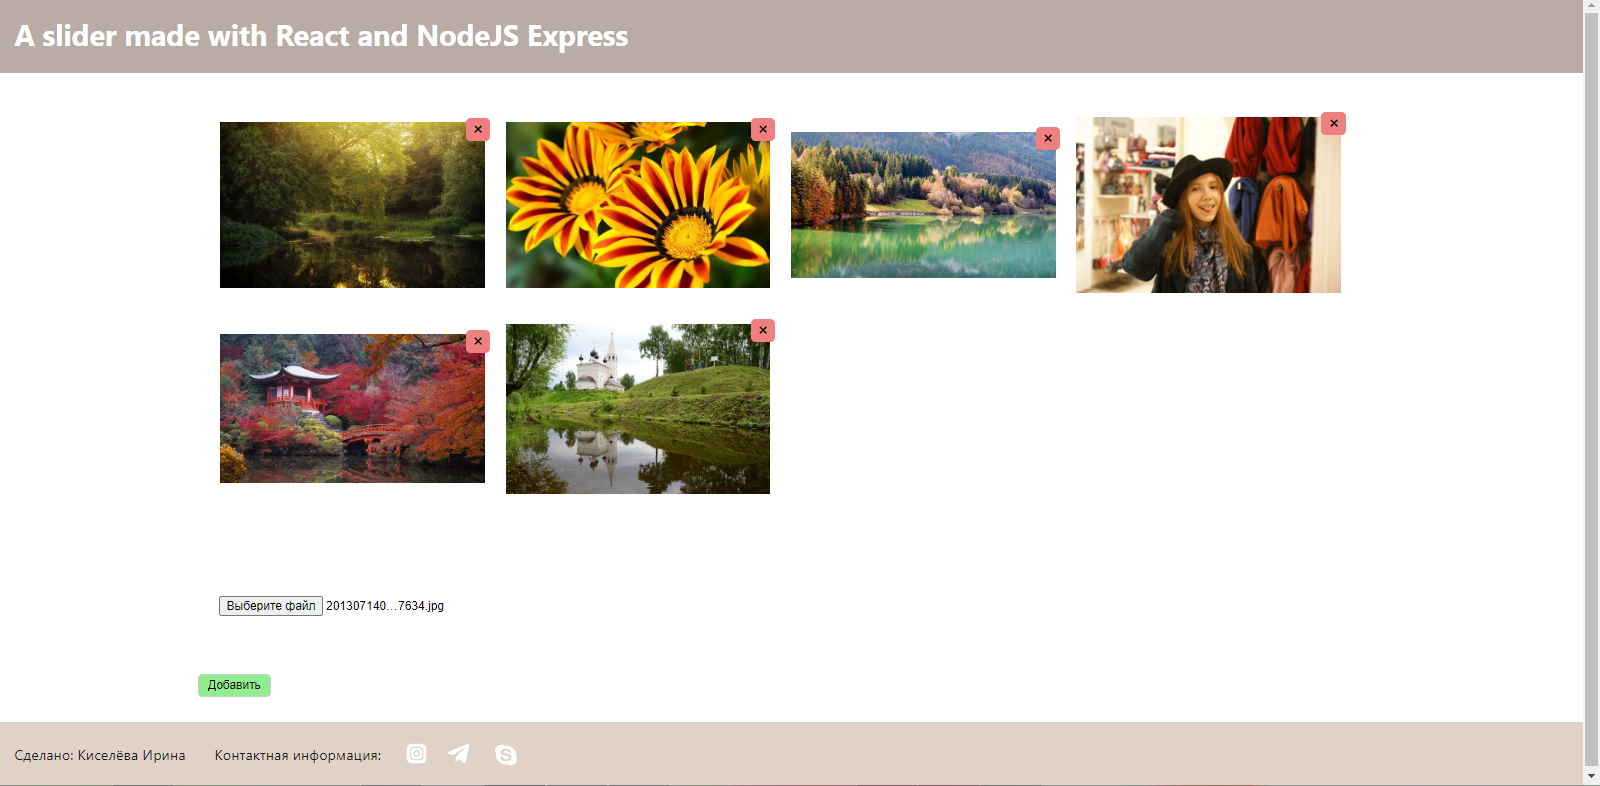 A slider made with React and NodeJS Express
×
×
×
×
×
×
Выберите файл 201307140...7634.jpg
Добавить
Сделано: Киселёва Ирина Контактная информация: